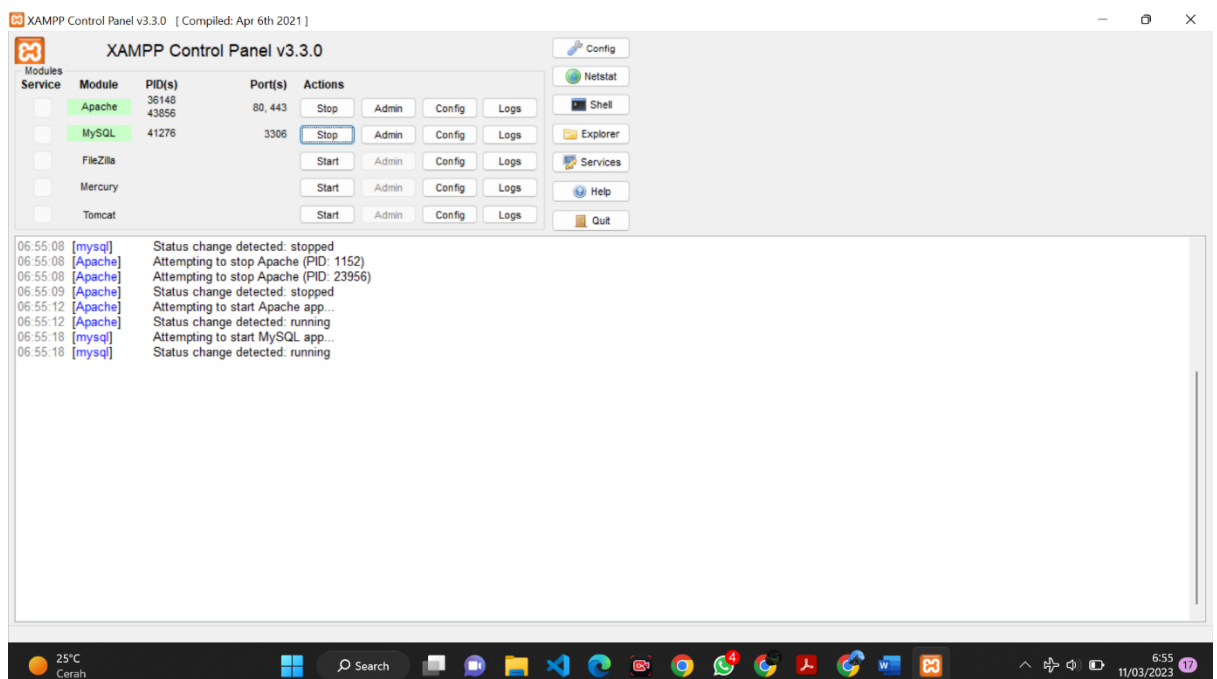 XAMPP Control Panel v3.3.0 [ Compiled: Apr 6th 2021 ]
XAMPP Control Panel v3.3.0
Config
Modules
Service Module PID(s) Port(s) Actions
Netstat
Apache 36148 43856 80, 443 Stop Admin Config Logs
Shell
MySQL 41276 3306 Stop Admin Config Logs
Explorer
FileZilla Start Admin Config Logs
Services
Mercury Start Admin Config Logs
Help
Tomcat Start Admin Config Logs
Quit
06:55:08 [mysql] Status change detected: stopped
06:55:08 [Apache] Attempting to stop Apache (PID: 1152)
06:55:08 [Apache] Attempting to stop Apache (PID: 23956)
06:55:09 [Apache] Status change detected: stopped
06:55:12 [Apache] Attempting to start Apache app...
06:55:12 [Apache] Status change detected: running
06:55:18 [mysql] Attempting to start MySQL app...
06:55:18 [mysql] Status change detected: running
25°C
Cerah
Search
4
6:55
11/03/2023
17